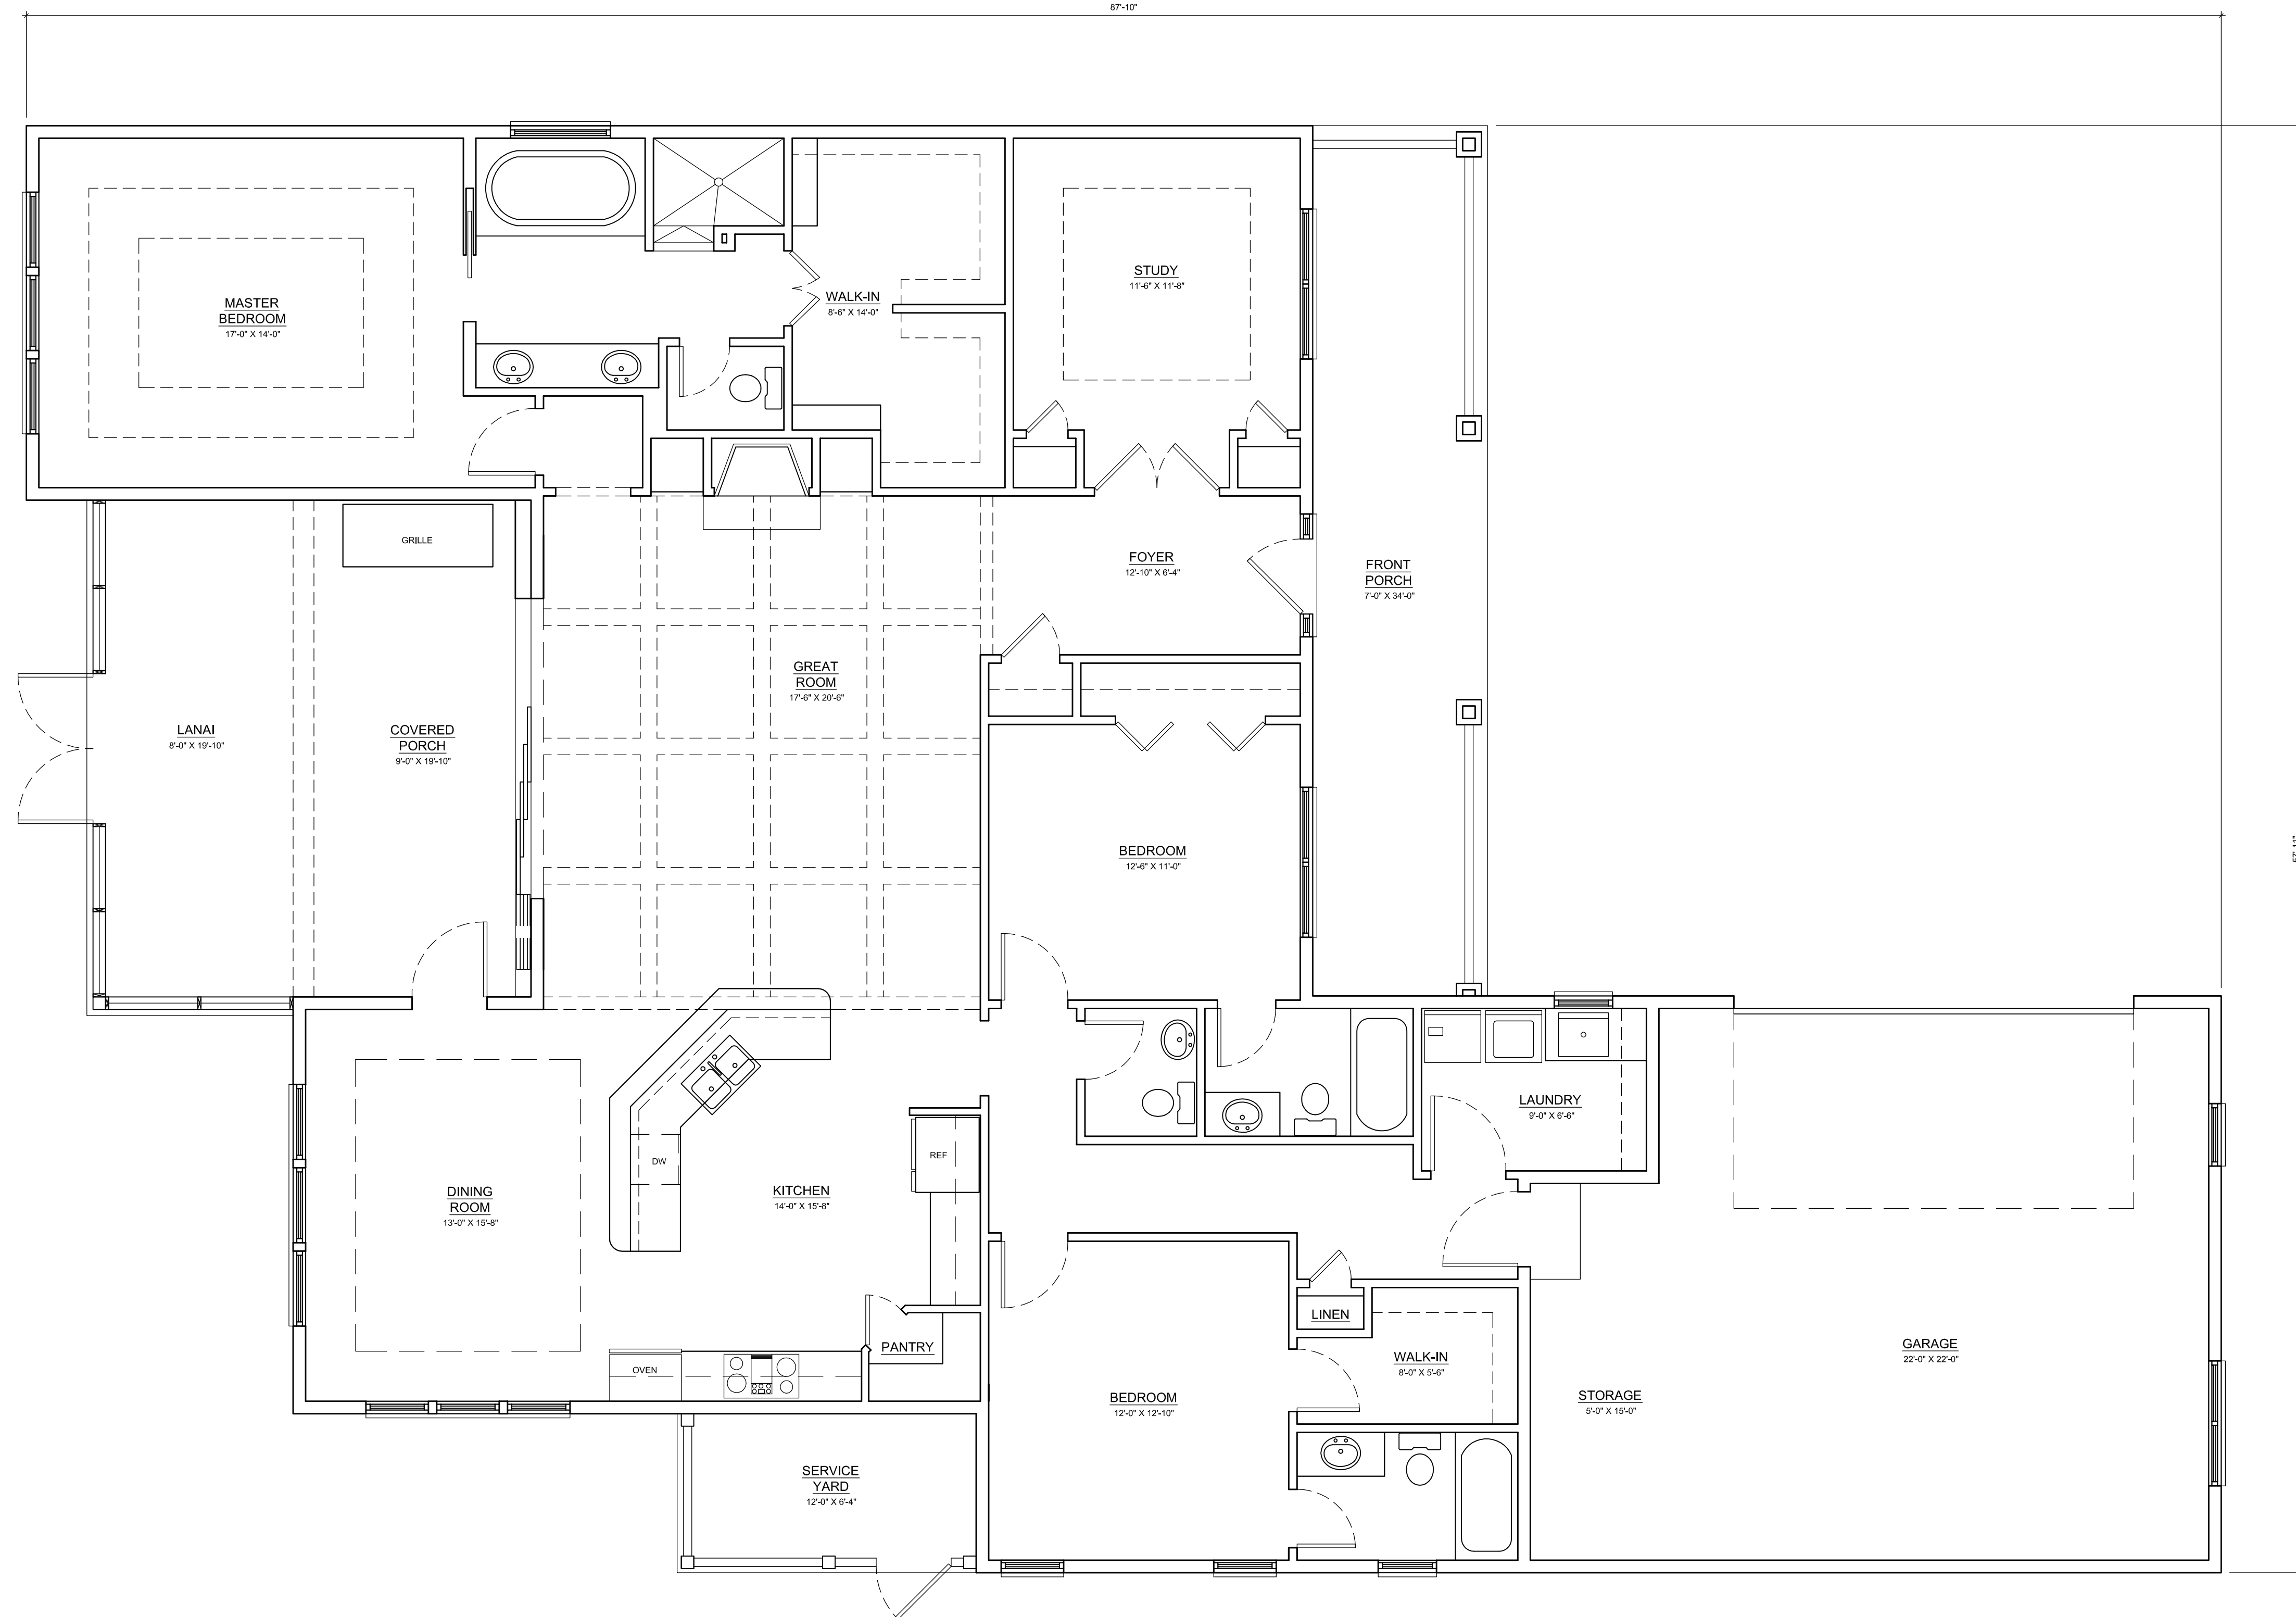 87'-10"
MASTER
BEDROOM
17'-0" X 14'-0"
WALK-IN
8'-6" X 14'-0"
STUDY
11'-6" X 11'-8"
GRILLE
FOYER
12'-10" X 6'-4"
FRONT
PORCH
7'-0" X 34'-0"
GREAT
ROOM
17'-6" X 20'-6"
LANAI
8'-0" X 19'-10"
COVERED
PORCH
9'-0" X 19'-10"
BEDROOM
12'-6" X 11'-0"
67'-11"
LAUNDRY
9'-0" X 6'-6"
DW
REF
DINING
ROOM
13'-0" X 15'-8"
KITCHEN
14'-0" X 15'-8"
LINEN
PANTRY
OVEN
WALK-IN
8'-0" X 5'-6"
GARAGE
22'-0" X 22'-0"
BEDROOM
12'-0" X 12'-10"
STORAGE
5'-0" X 15'-0"
SERVICE
YARD
12'-0" X 6'-4"